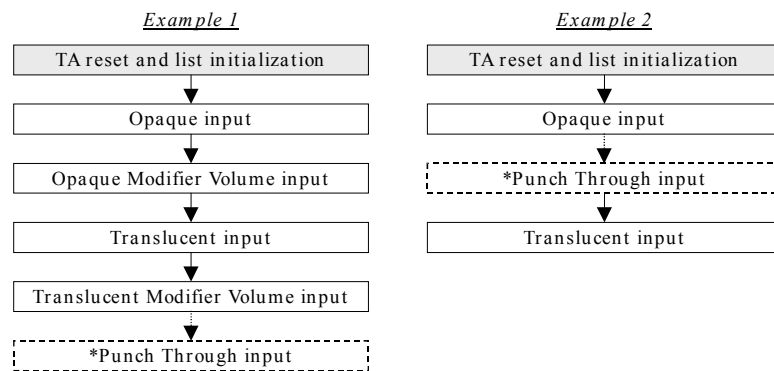 Example 1
TA reset and list initialization
Opaque input
Opaque Modifier Volume input
Translucent input
Translucent Modifier Volume input
*Punch Through input
Example 2
TA reset and list initialization
Opaque input
*Punch Through input
Translucent input